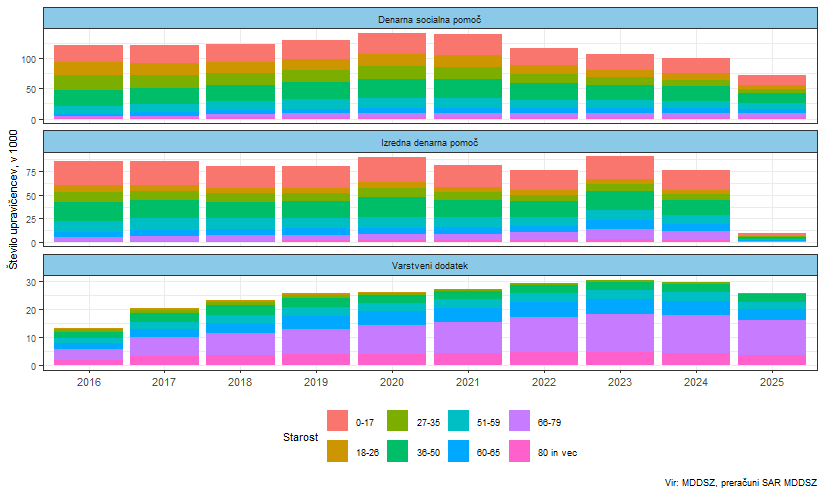 Denarna socialna pomoč
100
50
0
Izredna denarna pomoč
75
50
25
0
Varstveni dodatek
30
20
10
0
Število upravičencev, v 1000
2016 2017 2018 2019 2020 2021 2022 2023 2024 2025
Starost
0-17 27-35 51-59 66-79
18-26 36-50 60-65 80 in vec
Vir: MDDSZ, preračuni SAR MDDSZ